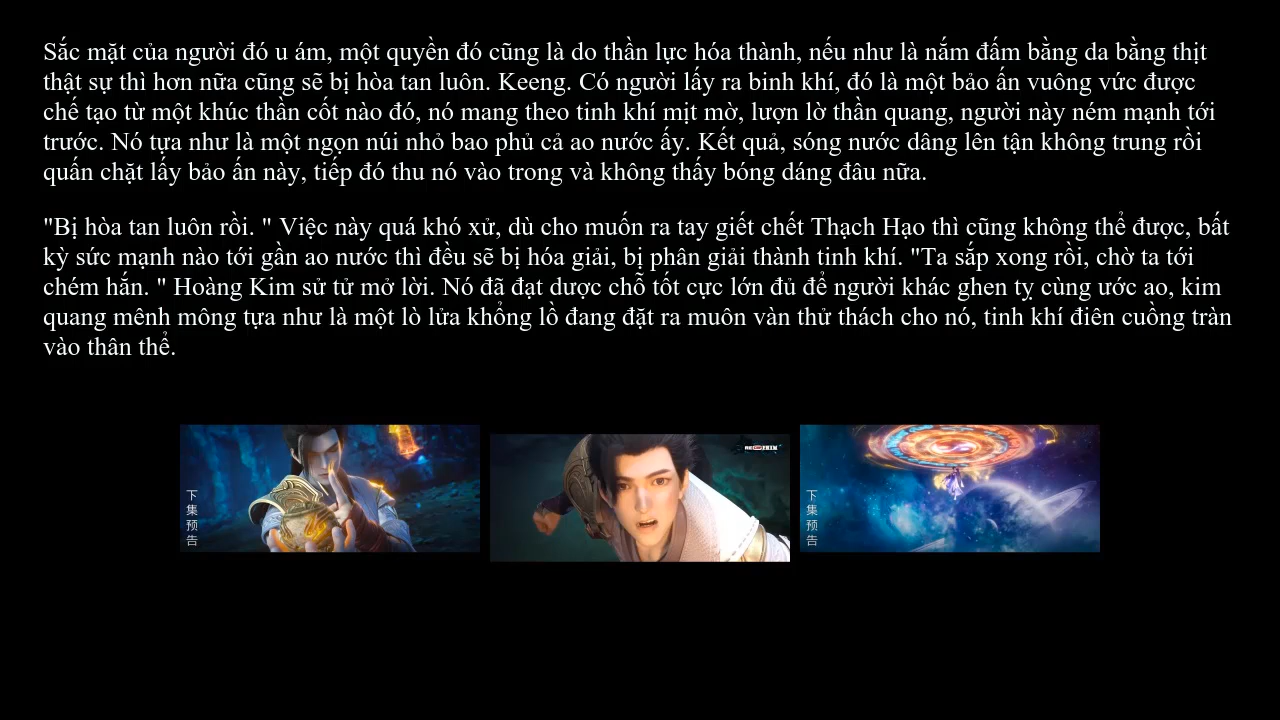 Sắc mặt của người đó u ám, một quyền đó cũng là do thần lực hóa thành, nếu như là nắm đấm bằng da bằng thịt
thật sự thì hơn nữa cũng sẽ bị hòa tan luôn. Keeng. Có người lấy ra binh khí, đó là một bảo ấn vuông vức được
chế tạo từ một khúc thần cốt nào đó, nó mang theo tinh khí mịt mờ, lượn lờ thần quang, người này ném mạnh tới
trước. Nó tựa như là một ngọn núi nhỏ bao phủ cả ao nước ấy. Kết quả, sóng nước dâng lên tận không trung rồi
quấn chặt lấy bảo ấn này, tiếp đó thu nó vào trong và không thấy bóng dáng đâu nữa.
"Bị hòa tan luôn rồi. " Việc này quá khó xử, dù cho muốn ra tay giết chết Thạch Hạo thì cũng không thể được, bất
kỳ sức mạnh nào tới gần ao nước thì đều sẽ bị hóa giải, bị phân giải thành tinh khí. "Ta sắp xong rồi, chờ ta tới
chém hắn. " Hoàng Kim sử tử mở lời. Nó đã đạt dược chỗ tốt cực lớn đủ để người khác ghen tỵ cùng ước ao, kim
quang mênh mông tựa như là một lò lửa khổng lồ đang đặt ra muôn vàn thử thách cho nó, tinh khí điên cuồng tràn
vào thân thể.
下集预告
下集预告